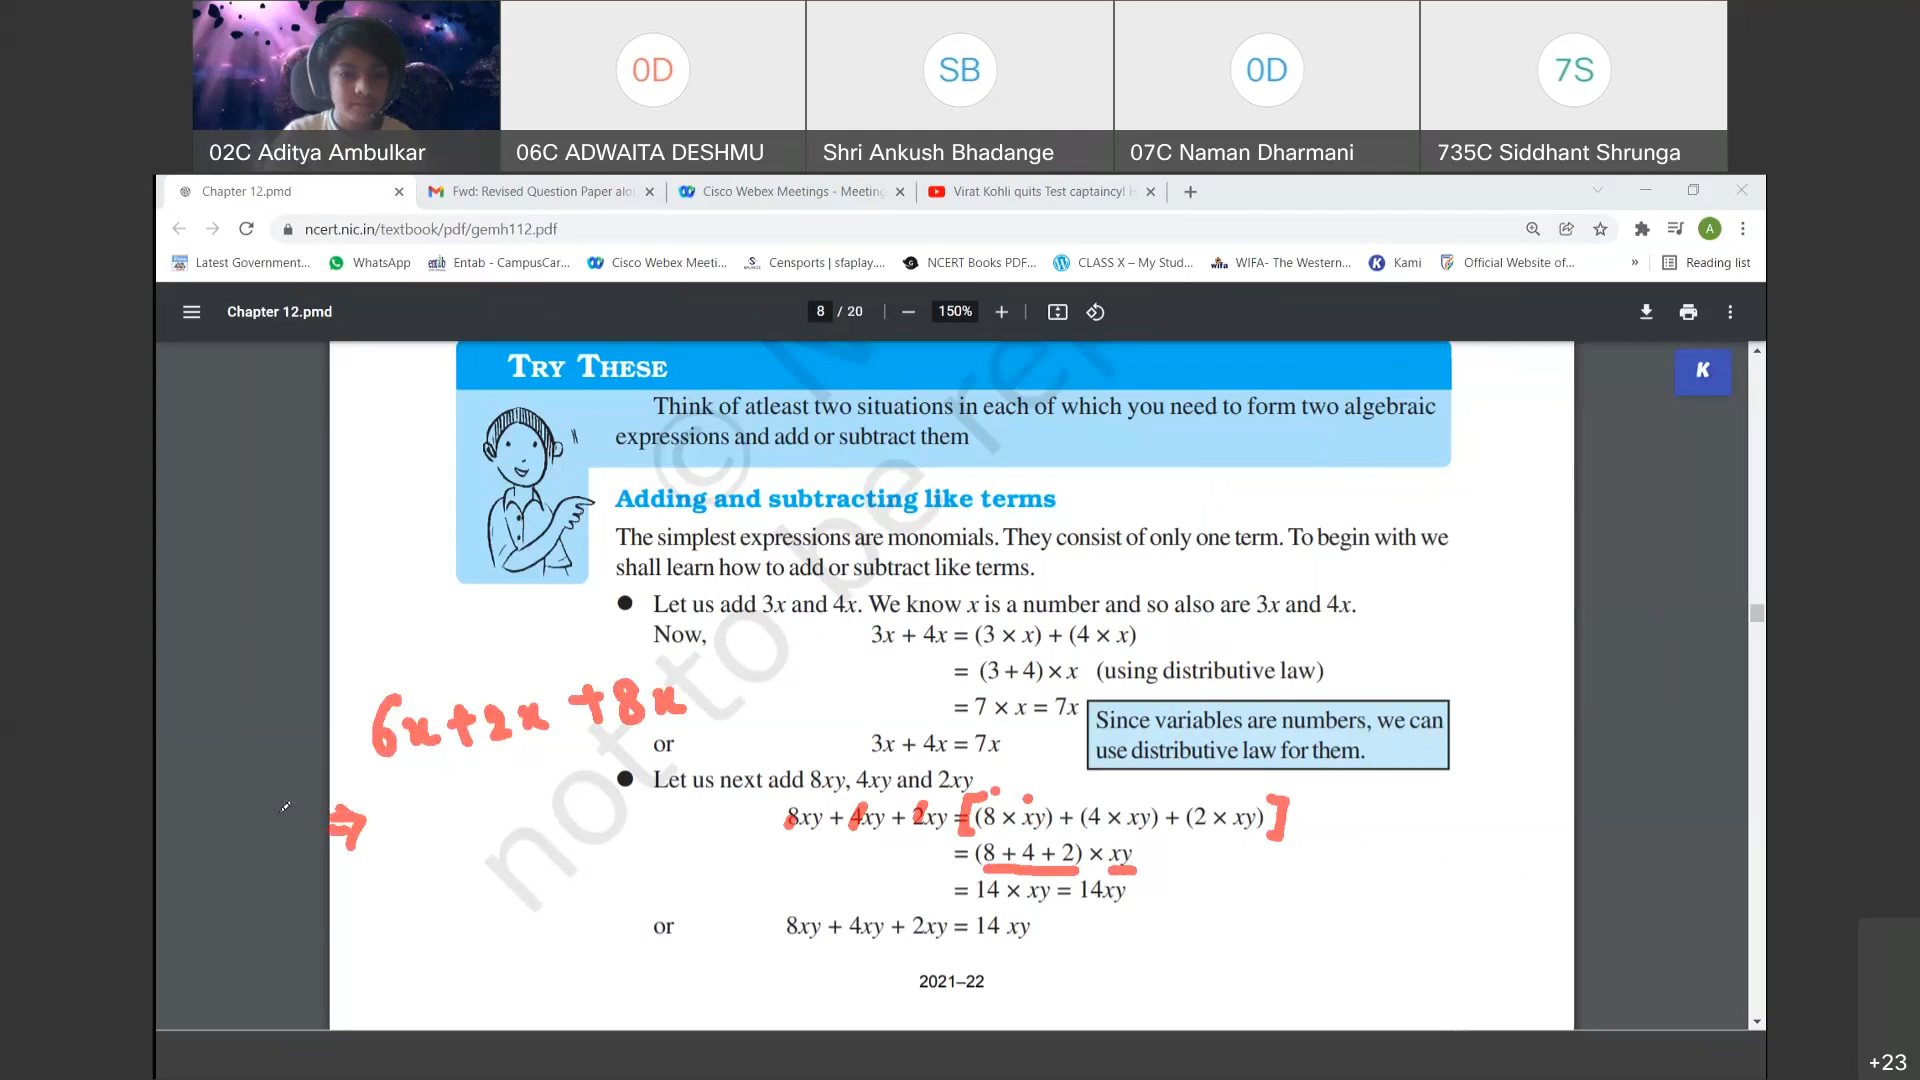 0D
SB
0D
7S
02C Aditya Ambulkar
06C ADWAITA DESHMU
Shri Ankush Bhadange
07C Naman Dharmani
735C Siddhant Shrunga
Chapter 12.pmd
Fwd: Revised Question Paper alo
Cisco Webex Meetings - Meeting
Virat Kohli quits Test captaincy!
ncert.nic.in/textbook/pdf/gemh112.pdf
A
Latest Government...
WhatsApp
Entab - CampusCar...
Cisco Webex Meeti...
Censports | sfaplay....
NCERT Books PDF...
CLASS X – My Stud...
WIFA- The Western...
Kami
Official Website of...
»
Reading list
Chapter 12.pmd
8 / 20
150%
K
TRY THESE
Think of atleast two situations in each of which you need to form two algebraic
expressions and add or subtract them
Adding and subtracting like terms
The simplest expressions are monomials. They consist of only one term. To begin with we
shall learn how to add or subtract like terms.
● Let us add 3x and 4x. We know x is a number and so also are 3x and 4x.
Now, 3x + 4x = (3 × x) + (4 × x)
= (3 + 4) × x (using distributive law)
= 7 × x = 7x
Since variables are numbers, we can
use distributive law for them.
or 3x + 4x = 7x
6x+2x+8x
● Let us next add 8xy, 4xy and 2xy
8xy + 4xy + 2xy = [(8 × xy) + (4 × xy) + (2 × xy)]
⇒
= (8 + 4 + 2) × xy
= 14 × xy = 14xy
or 8xy + 4xy + 2xy = 14 xy
2021–22
not to be re
+23